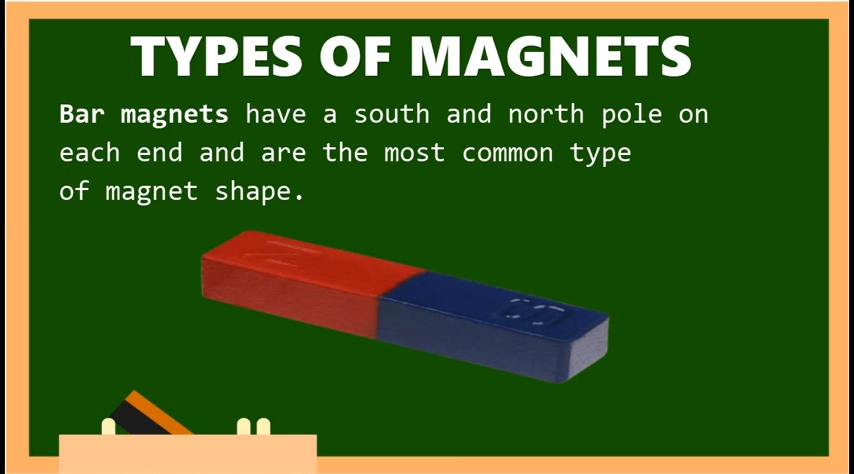 TYPES OF MAGNETS
Bar magnets have a south and north pole on
each end and are the most common type
of magnet shape.
N
S